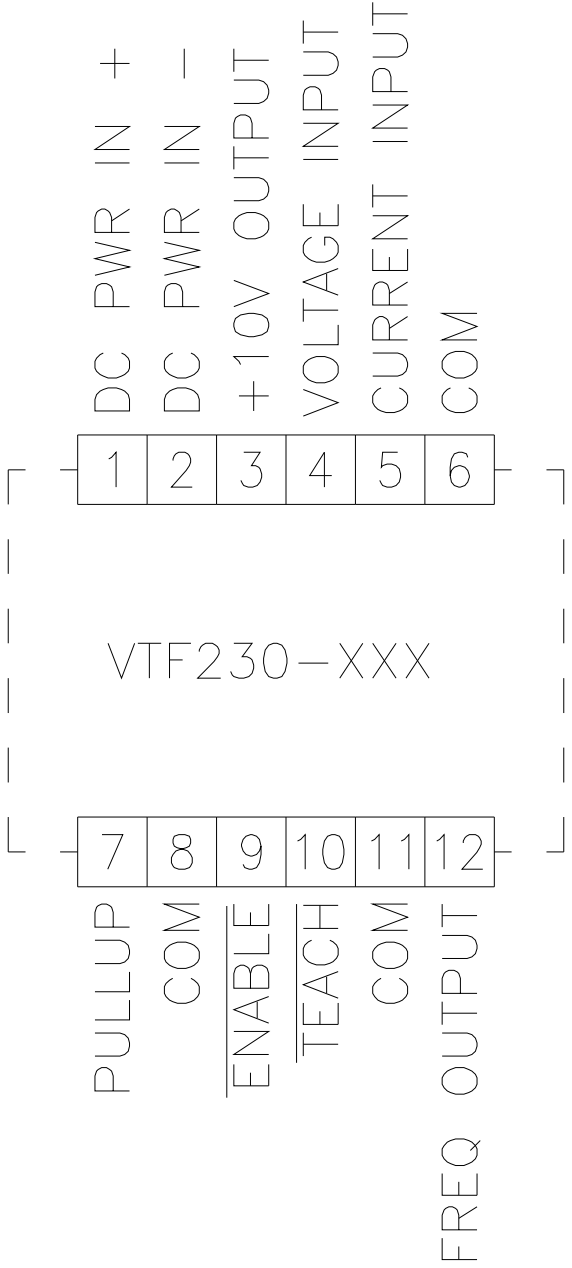 DC PWR IN +
DC PWR IN -
+10V OUTPUT
VOLTAGE INPUT
CURRENT INPUT
COM
1 2 3 4 5 6
VTF230-XXX
7 8 9 10 11 12
PULLUP
COM
ENABLE
TEACH
COM
FREQ OUTPUT